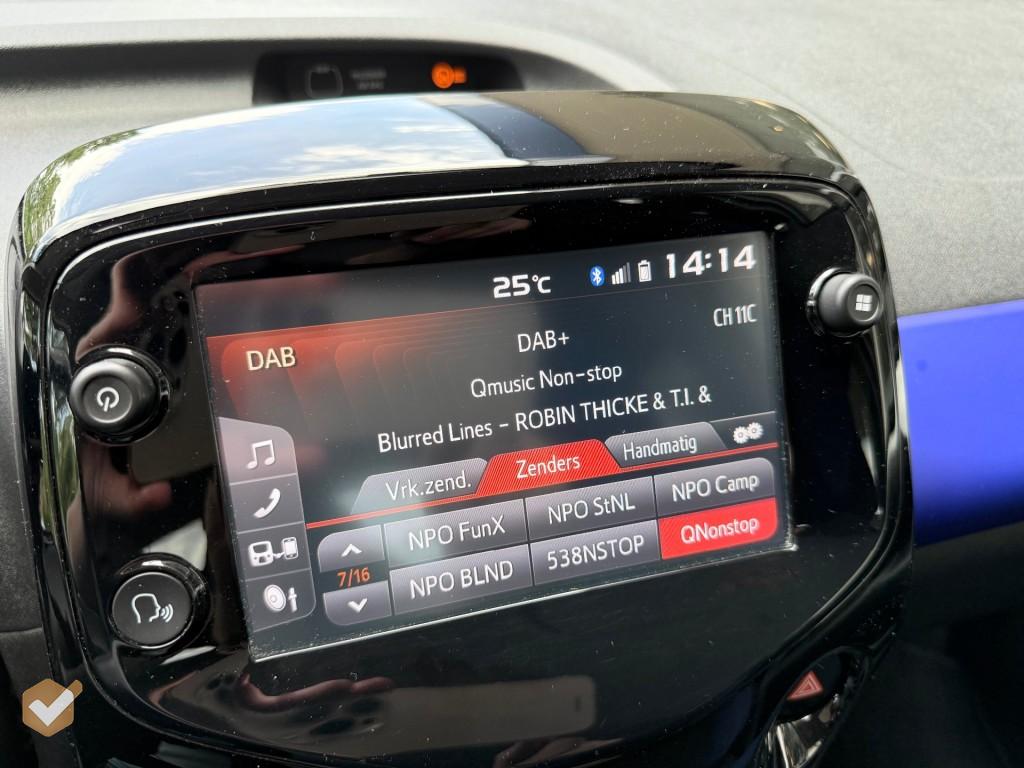 25°C 14:14
DAB
CH 11C
DAB+
Qmusic Non-stop
Blurred Lines - ROBIN THICKE & T.I. &
Vrk.zend. Zenders Handmatig
NPO FunX NPO StNL NPO Camp
7/16
NPO BLND 538NSTOP QNonstop